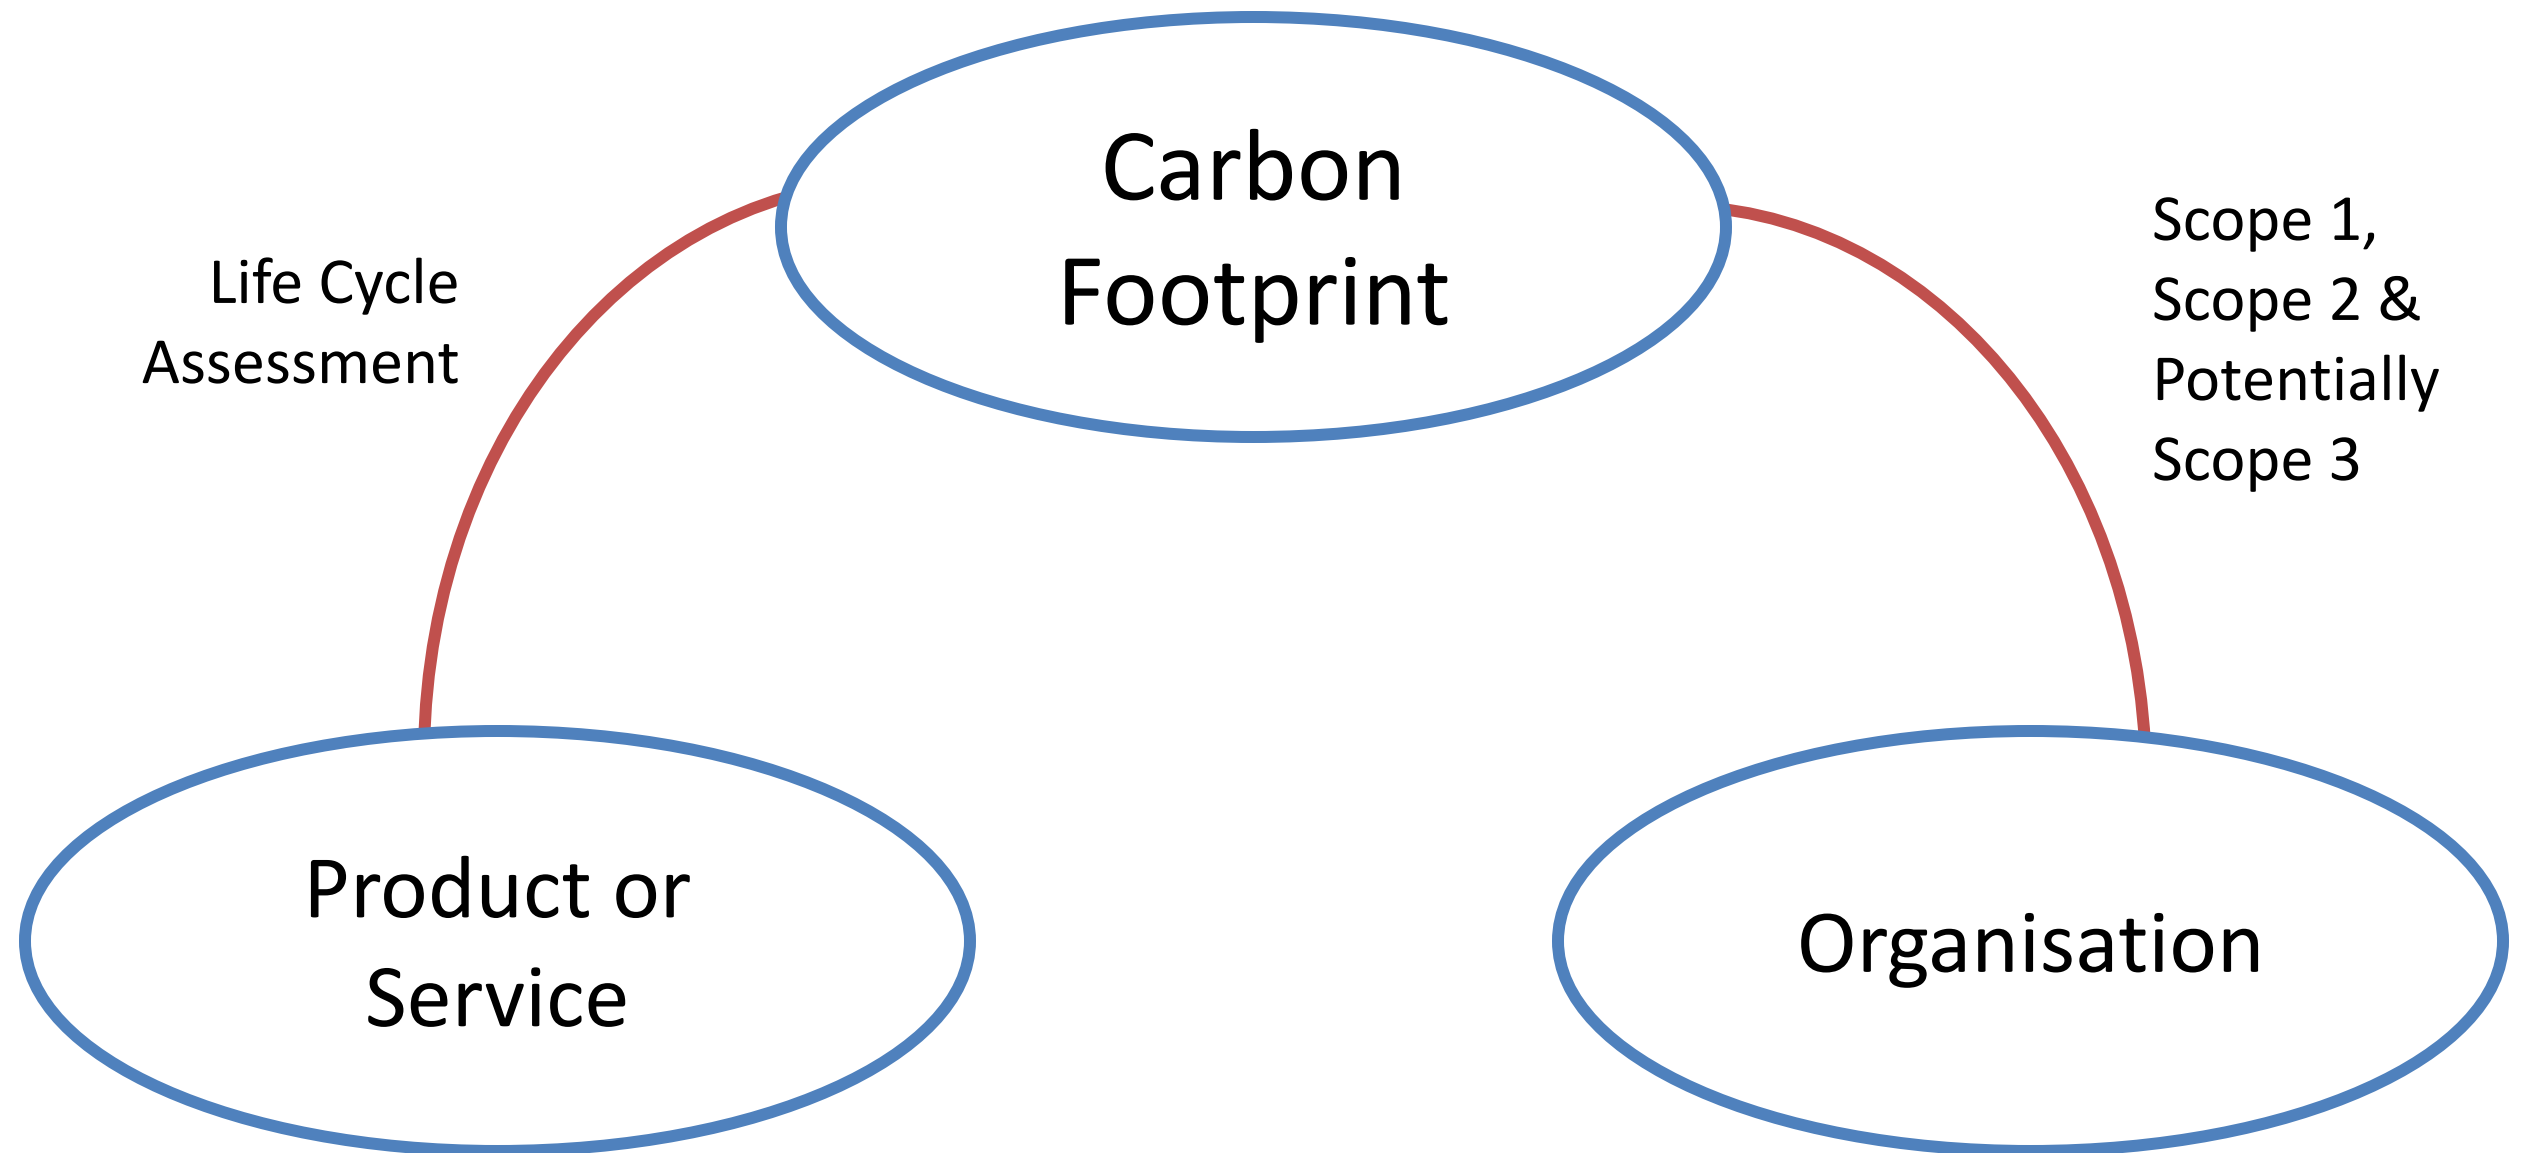 Carbon
Footprint
Life Cycle
Assessment
Scope 1,
Scope 2 &
Potentially
Scope 3
Product or
Service
Organisation